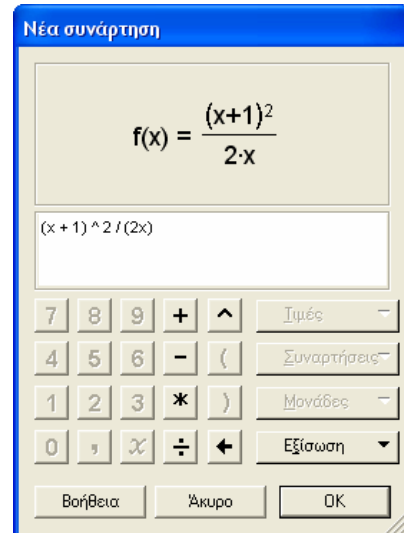 Νέα συνάρτηση
f(x) = (x+1)² / 2·x
(x + 1) ^ 2 / (2x)
7 8 9 + ^ Τιμές
4 5 6 − ( Συναρτήσεις
1 2 3 * ) Μονάδες
0 , x ÷ ← Εξίσωση
Βοήθεια Άκυρο OK